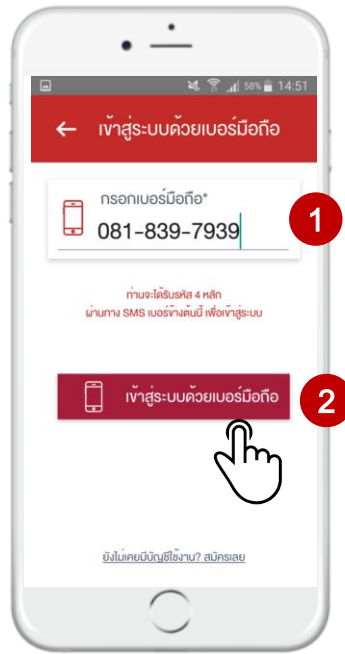 58% 14:51
← เข้าสู่ระบบด้วยเบอร์มือถือ
กรอกเบอร์มือถือ*
081-839-7939
1
ท่านจะได้รับรหัส 4 หลัก
ผ่านทาง SMS เบอร์ข้างต้นนี้ เพื่อเข้าสู่ระบบ
เข้าสู่ระบบด้วยเบอร์มือถือ
2
ยังไม่เคยมีบัญชีใช้งาน? สมัครเลย